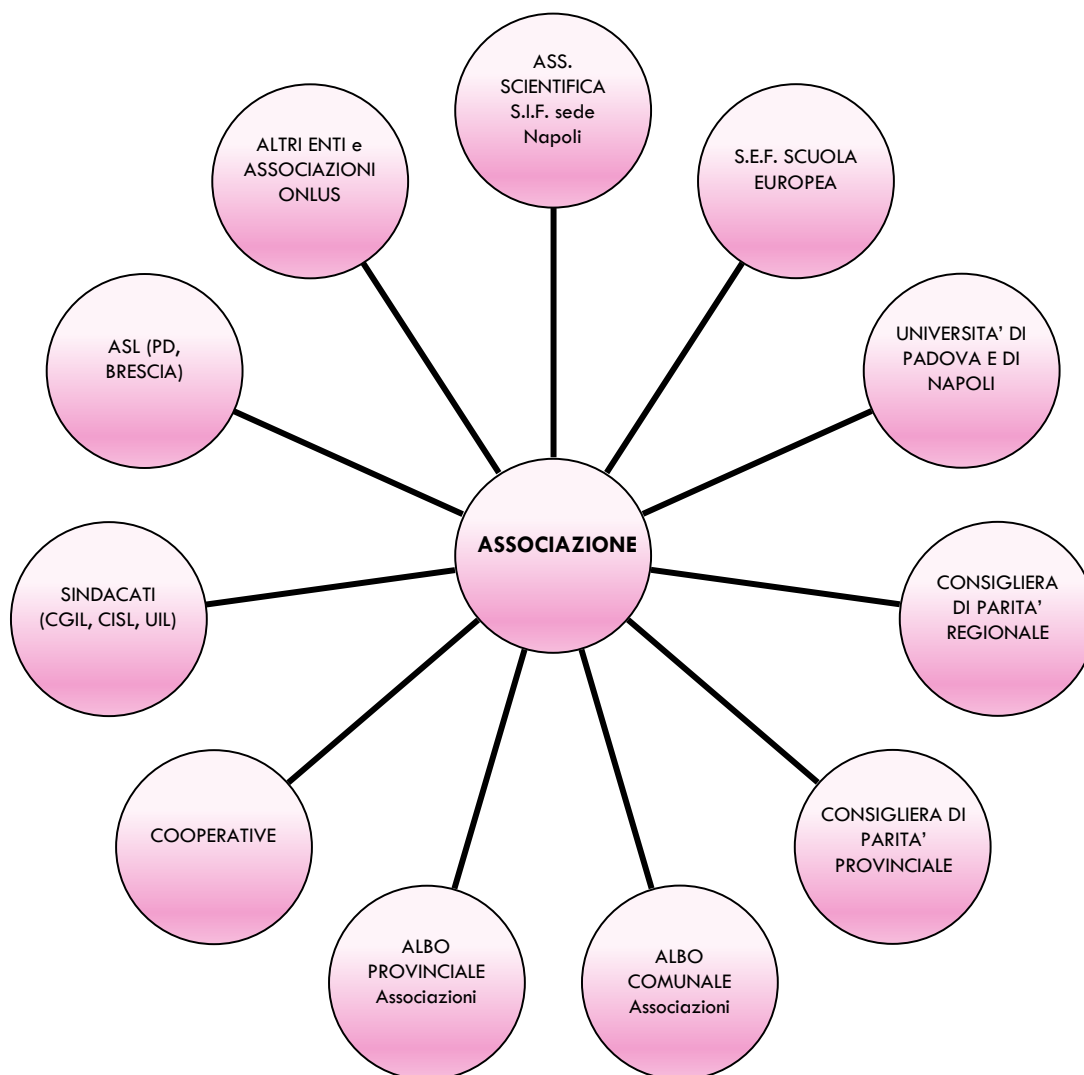 ASS.
SCIENTIFICA
S.I.F. sede
Napoli
S.E.F. SCUOLA
EUROPEA
UNIVERSITA’ DI
PADOVA E DI
NAPOLI
CONSIGLIERA
DI PARITA’
REGIONALE
CONSIGLIERA DI
PARITA’
PROVINCIALE
ALBO
COMUNALE
Associazioni
ALBO
PROVINCIALE
Associazioni
COOPERATIVE
SINDACATI
(CGIL, CISL, UIL)
ASL (PD,
BRESCIA)
ALTRI ENTI e
ASSOCIAZIONI
ONLUS
ASSOCIAZIONE